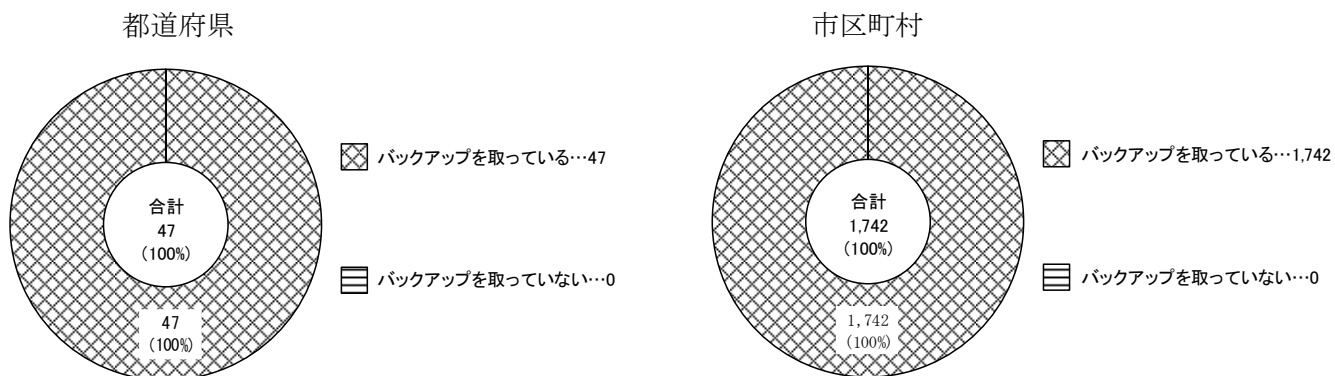 都道府県
バックアップを取っている…47
合計
47
(100%)
バックアップを取っていない…0
47
(100%)
市区町村
バックアップを取っている…1,742
合計
1,742
(100%)
バックアップを取っていない…0
1,742
(100%)